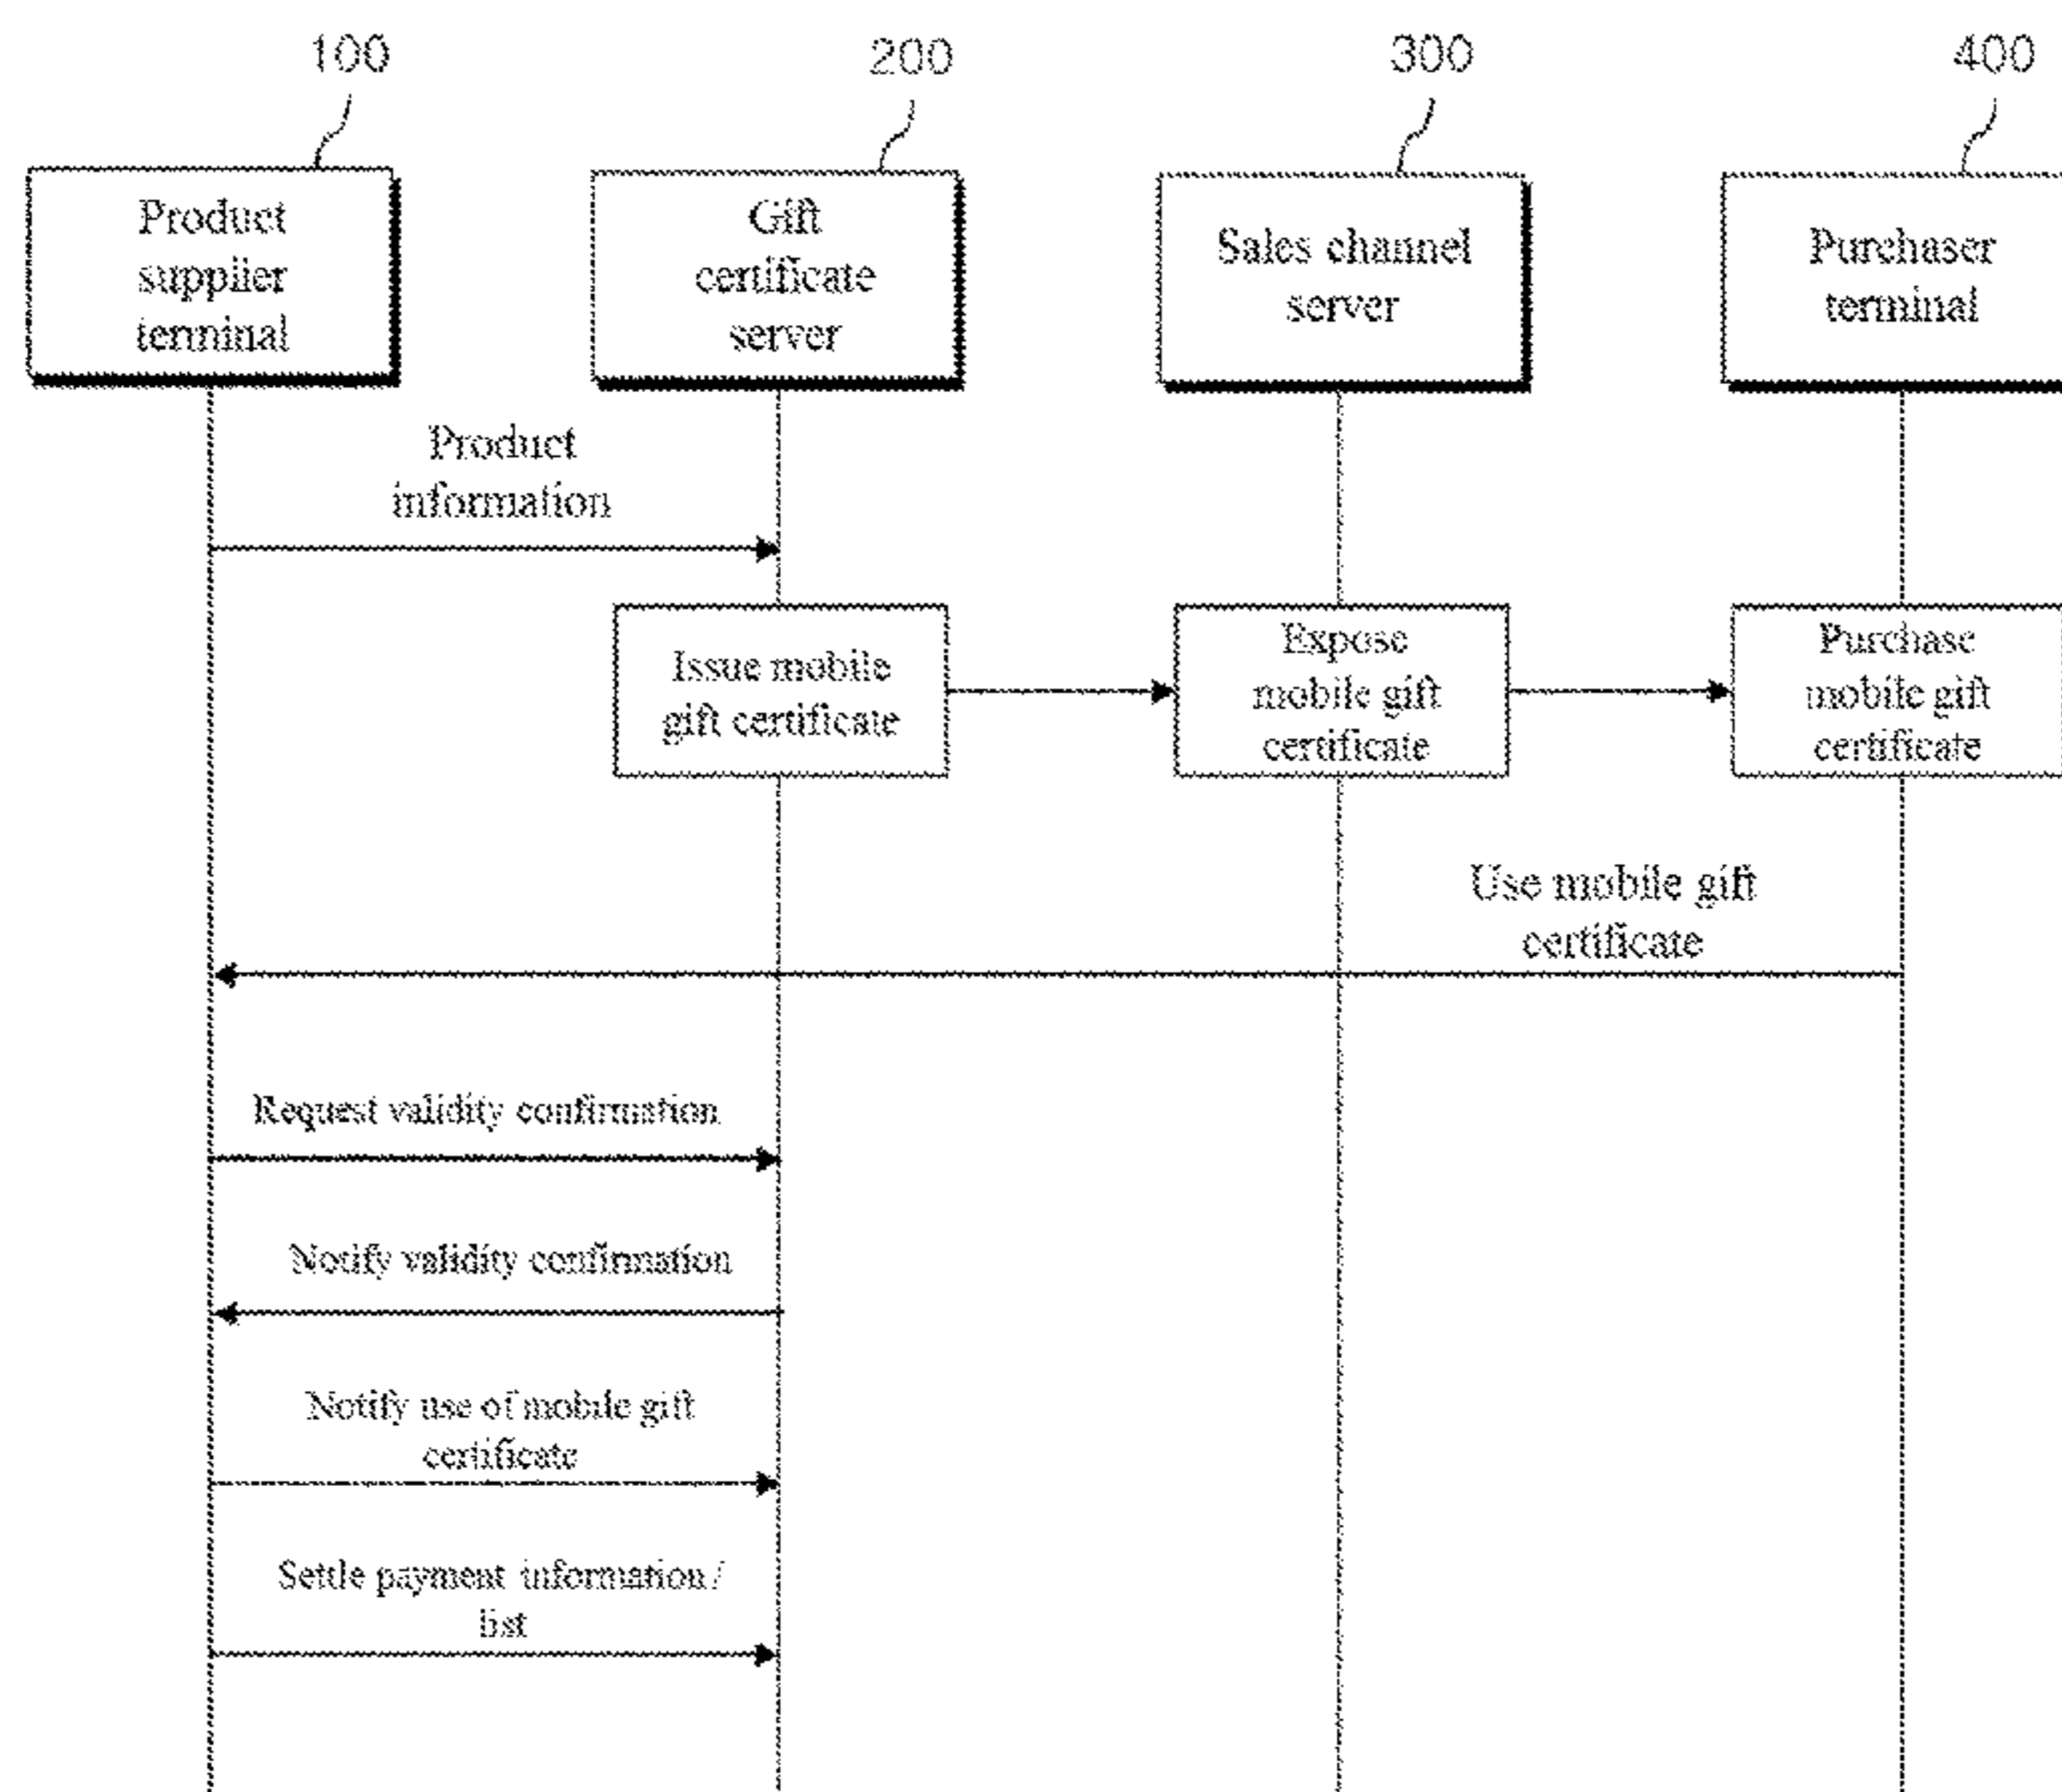 100
200
300
400
Product
supplier
terminal
Gift
certificate
server
Sales channel
server
Purchaser
terminal
Product
information
Issue mobile
gift certificate
Expose
mobile gift
certificate
Purchase
mobile gift
certificate
Use mobile gift
certificate
Request validity confirmation
Notify validity confirmation
Notify use of mobile gift
certificate
Settle payment information/
list